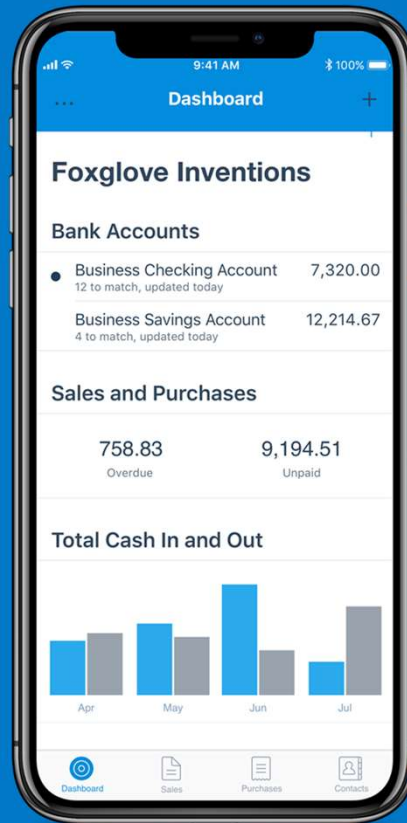 9:41 AM 100%
... Dashboard +
Foxglove Inventions
Bank Accounts
Business Checking Account 7,320.00
12 to match, updated today
Business Savings Account 12,214.67
4 to match, updated today
Sales and Purchases
758.83 9,194.51
Overdue Unpaid
Total Cash In and Out
Apr May Jun Jul
Dashboard Sales Purchases Contacts